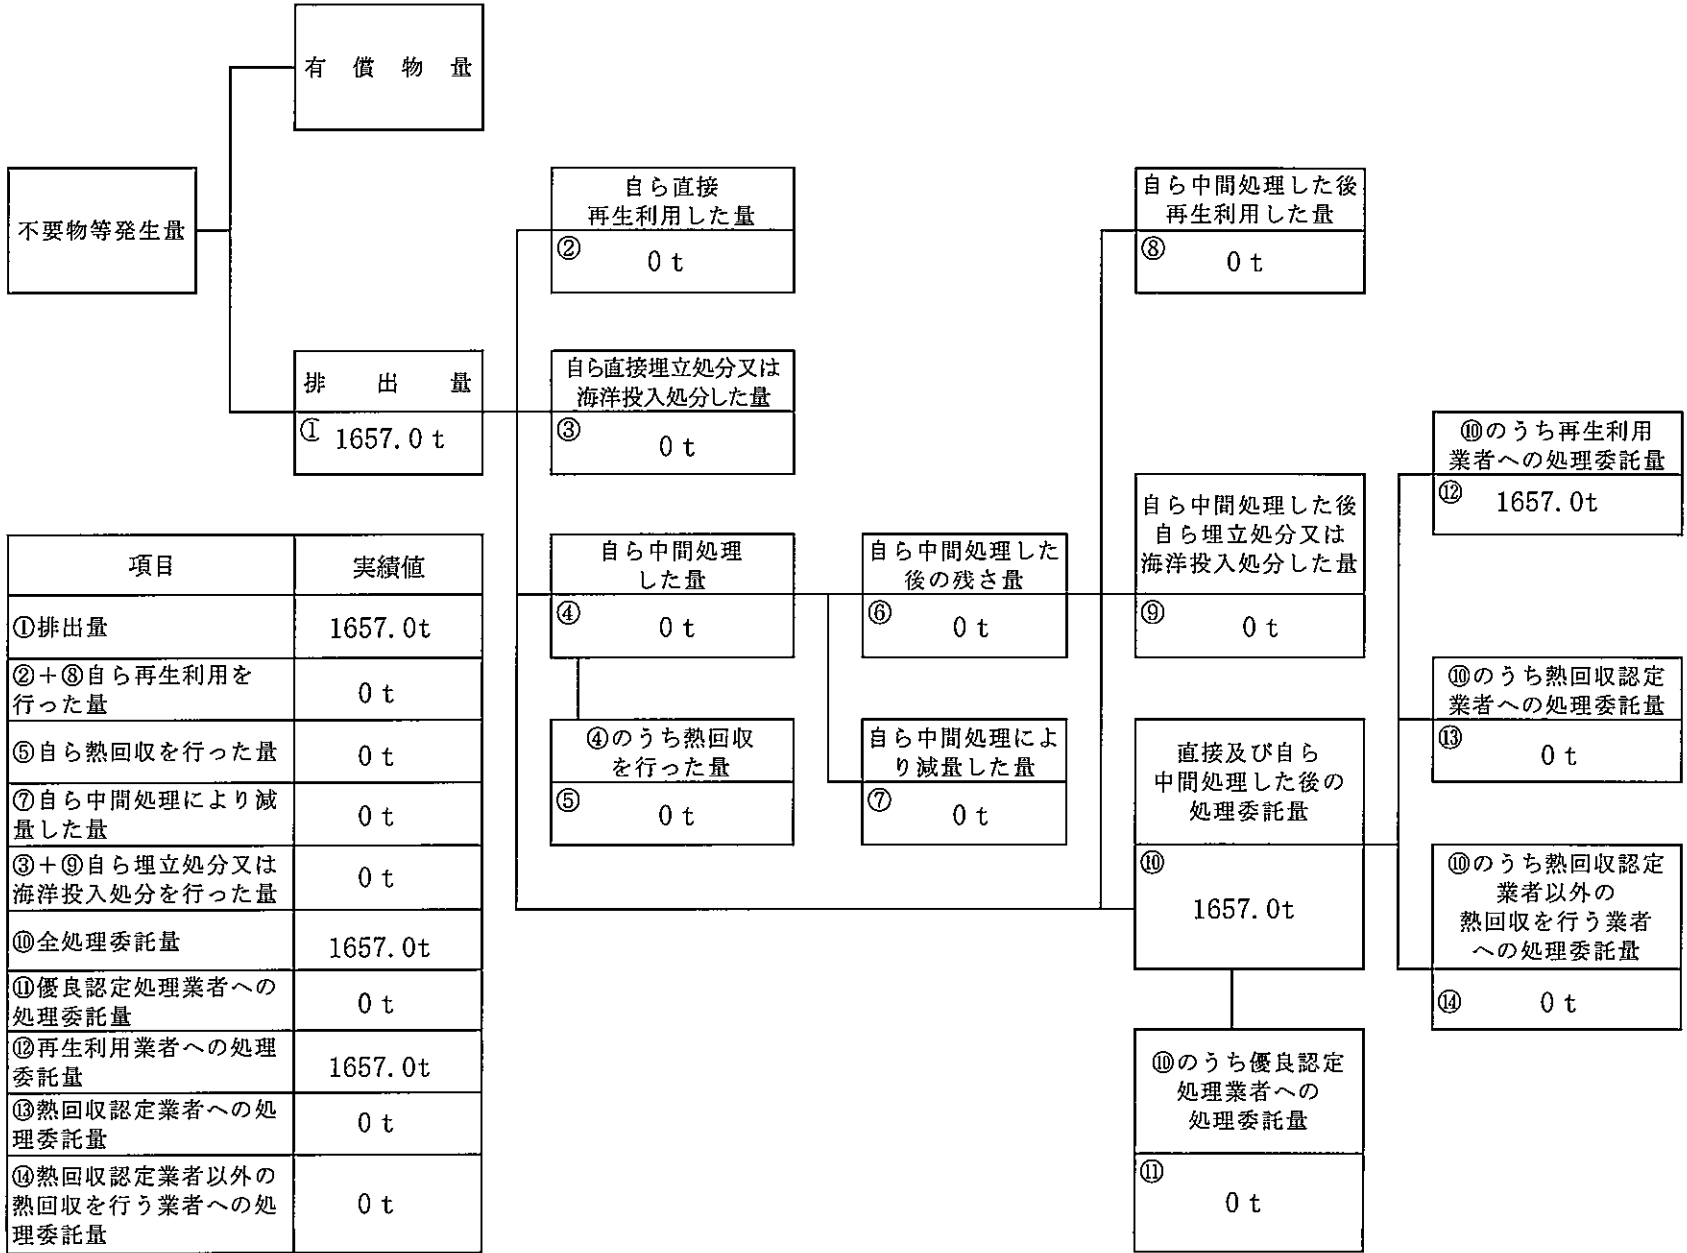 有償物量
不要物等発生量
排出量
① 1657.0 t
自ら直接
再生利用した量
② 0 t
自ら直接埋立処分又は
海洋投入処分した量
③ 0 t
自ら中間処理
した量
④ 0 t
④のうち熱回収
を行った量
⑤ 0 t
自ら中間処理した
後の残さ量
⑥ 0 t
自ら中間処理によ
り減量した量
⑦ 0 t
自ら中間処理した後
再生利用した量
⑧ 0 t
自ら中間処理した後
自ら埋立処分又は
海洋投入処分した量
⑨ 0 t
直接及び自ら
中間処理した後の
処理委託量
⑩
1657.0t
⑩のうち優良認定
処理業者への
処理委託量
⑪
0 t
⑩のうち再生利用
業者への処理委託量
⑫ 1657.0t
⑩のうち熱回収認定
業者への処理委託量
⑬ 0 t
⑩のうち熱回収認定
業者以外の
熱回収を行う業者
への処理委託量
⑭ 0 t
項目 実績値
①排出量 1657.0t
②+⑧自ら再生利用を
行った量 0 t
⑤自ら熱回収を行った量 0 t
⑦自ら中間処理により減
量した量 0 t
③+⑨自ら埋立処分又は
海洋投入処分を行った量 0 t
⑩全処理委託量 1657.0t
⑪優良認定処理業者への
処理委託量 0 t
⑫再生利用業者への処理
委託量 1657.0t
⑬熱回収認定業者への処
理委託量 0 t
⑭熱回収認定業者以外の
熱回収を行う業者への処
理委託量 0 t